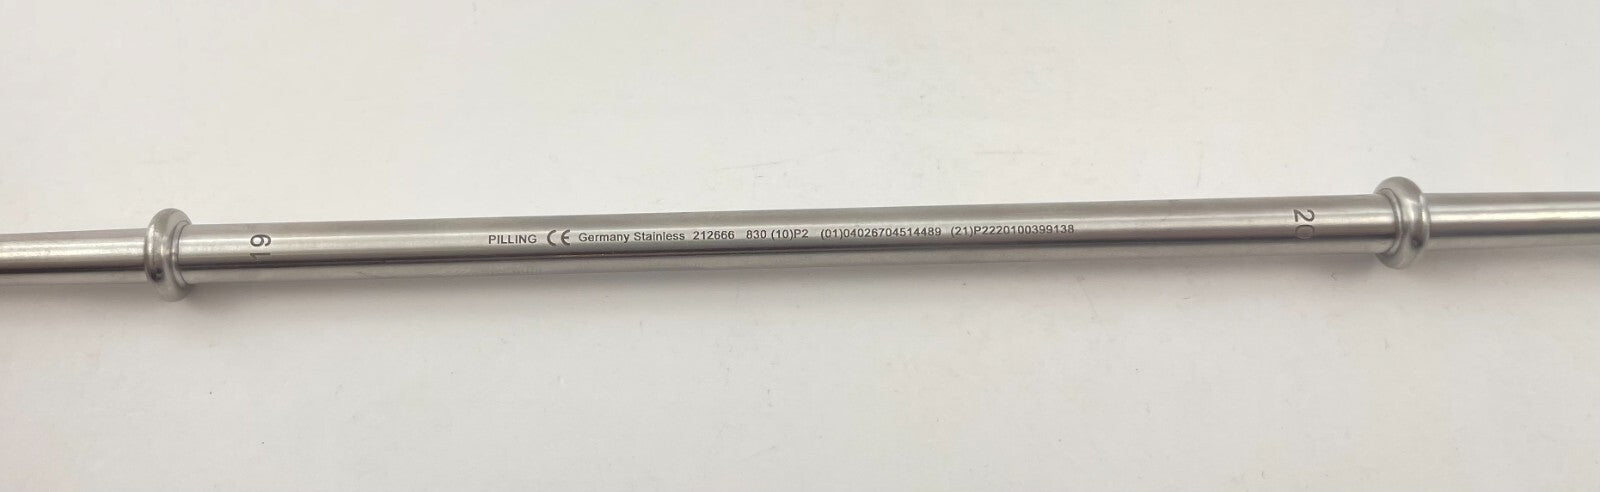 19
PILLING CE Germany Stainless 212666 830 (10)P2 (01)04026704514489 (21)P2220100399138
20